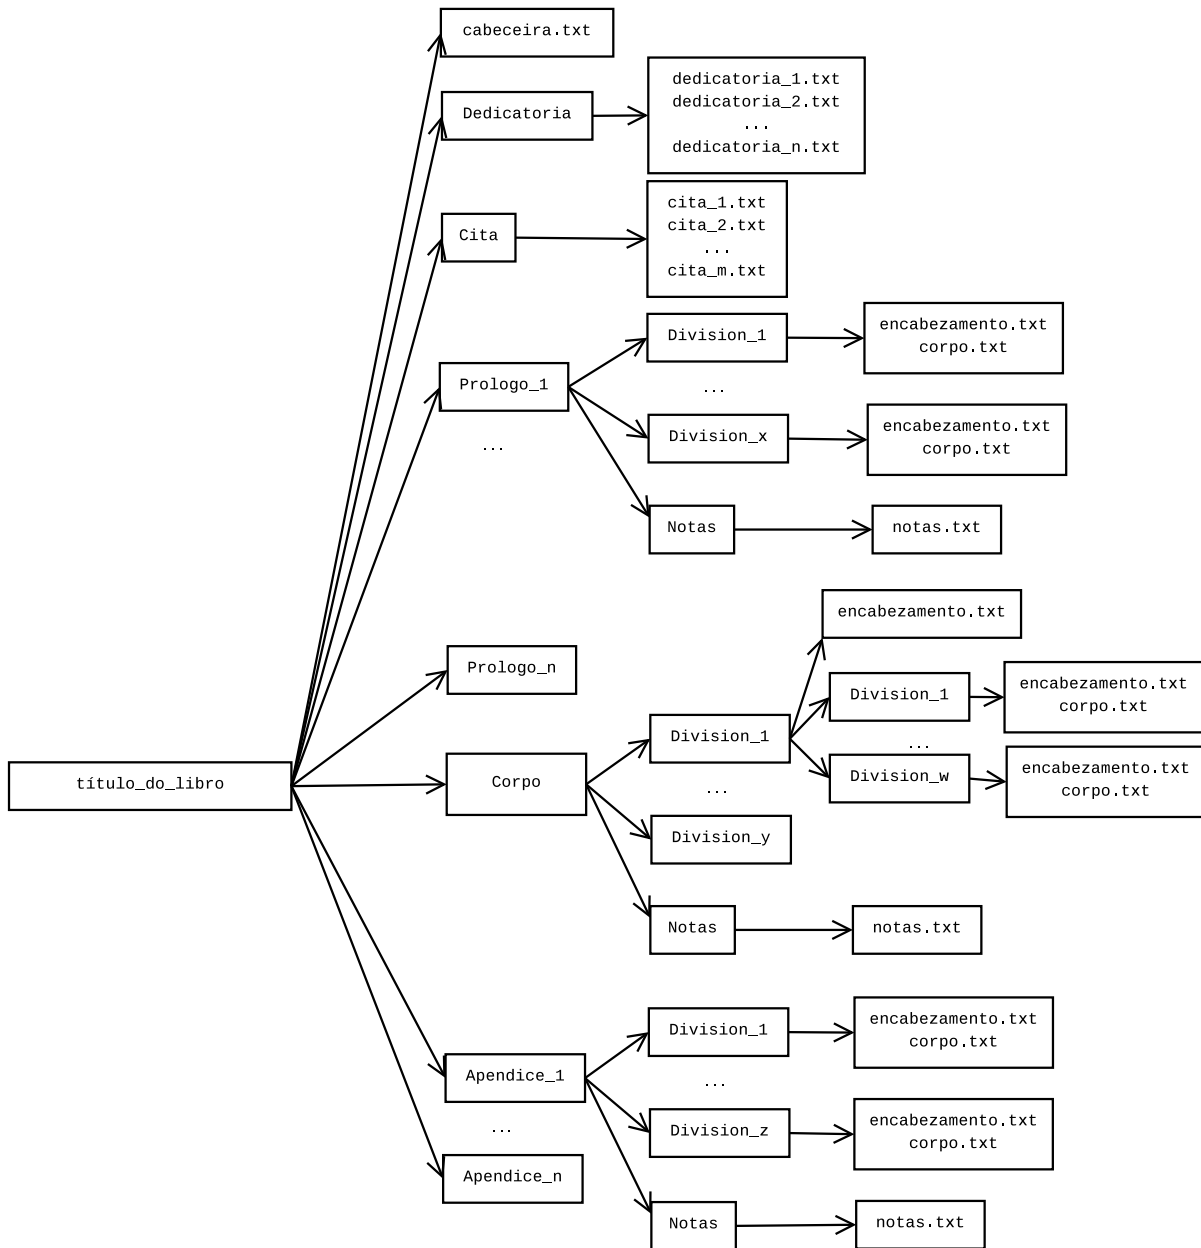 cabeceira.txt
Dedicatoria
dedicatoria_1.txt
dedicatoria_2.txt
...
dedicatoria_n.txt
Cita
cita_1.txt
cita_2.txt
...
cita_m.txt
Prologo_1
...
Division_1
encabezamento.txt
corpo.txt
...
Division_x
encabezamento.txt
corpo.txt
Notas
notas.txt
Prologo_n
título_do_libro
Corpo
Division_1
encabezamento.txt
Division_1
encabezamento.txt
corpo.txt
...
Division_w
encabezamento.txt
corpo.txt
...
Division_y
Notas
notas.txt
Apendice_1
Division_1
encabezamento.txt
corpo.txt
...
Division_z
encabezamento.txt
corpo.txt
Notas
notas.txt
...
Apendice_n